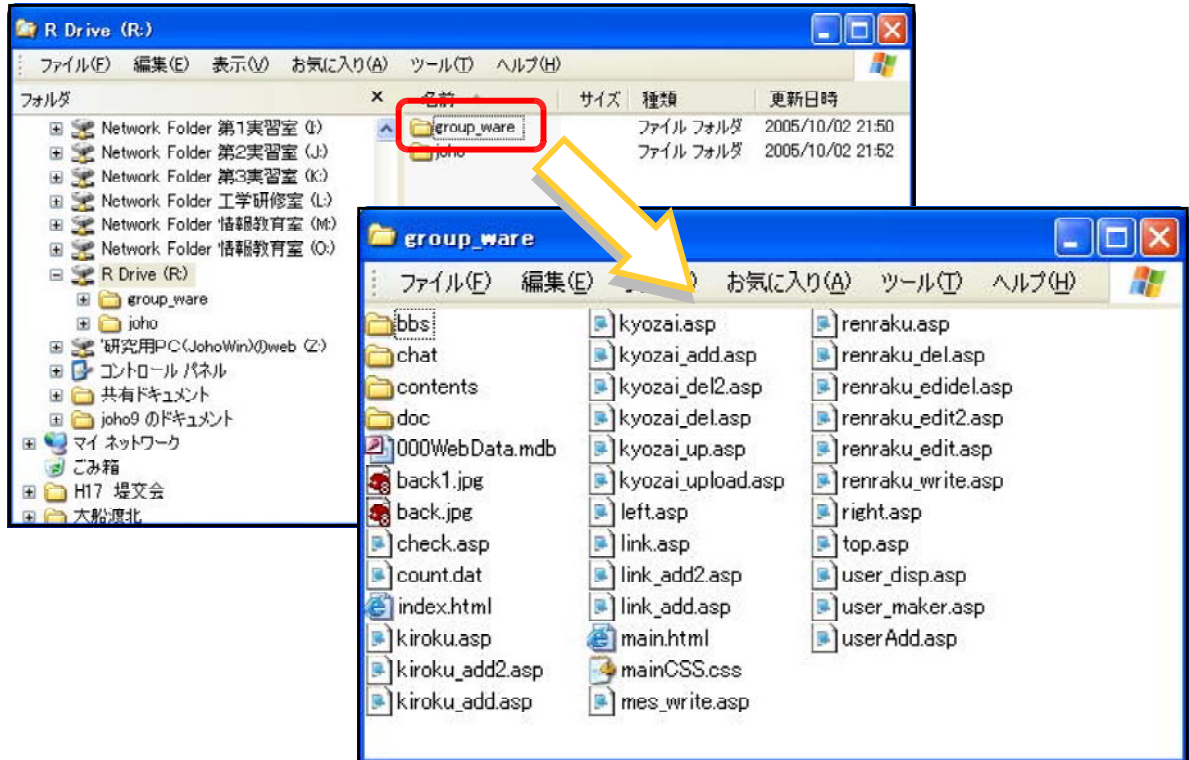 R Drive (R:)
ファイル(F) 編集(E) 表示(V) お気に入り(A) ツール(T) ヘルプ(H)
フォルダ
Network Folder 第1実習室 (I:)
Network Folder 第2実習室 (J:)
Network Folder 第3実習室 (K:)
Network Folder 工学研修室 (L:)
Network Folder 情報教育室 (M:)
Network Folder 情報教育室 (O:)
R Drive (R:)
group_ware
joho
'研究用PC(JohoWin)のweb (Z:)
コントロール パネル
共有ドキュメント
joho9 のドキュメント
マイ ネットワーク
ごみ箱
H17 堤交会
大船渡北
名前 サイズ 種類 更新日時
group_ware ファイル フォルダ 2005/10/02 21:50
joho ファイル フォルダ 2005/10/02 21:52
group_ware
ファイル(F) 編集(E) お気に入り(A) ツール(T) ヘルプ(H)
bbs
chat
contents
doc
000WebData.mdb
back1.jpg
back.jpg
check.asp
count.dat
index.html
kiroku.asp
kiroku_add2.asp
kiroku_add.asp
kyozai.asp
kyozai_add.asp
kyozai_del2.asp
kyozai_del.asp
kyozai_up.asp
kyozai_upload.asp
left.asp
link.asp
link_add2.asp
link_add.asp
main.html
mainCSS.css
mes_write.asp
renraku.asp
renraku_del.asp
renraku_edidel.asp
renraku_edit2.asp
renraku_edit.asp
renraku_write.asp
right.asp
top.asp
user_disp.asp
user_maker.asp
userAdd.asp